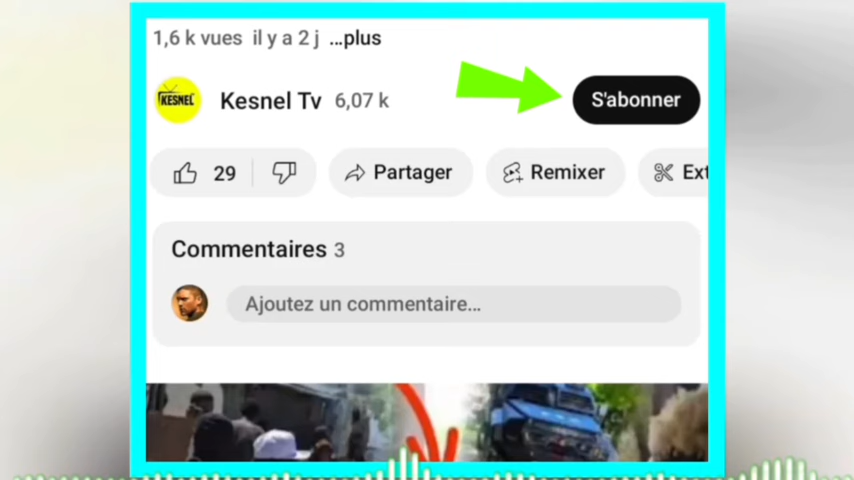 1,6 k vues il y a 2 j ...plus
KESNEL
Kesnel Tv 6,07 k
S'abonner
29
Partager
Remixer
Ext
Commentaires 3
Ajoutez un commentaire...